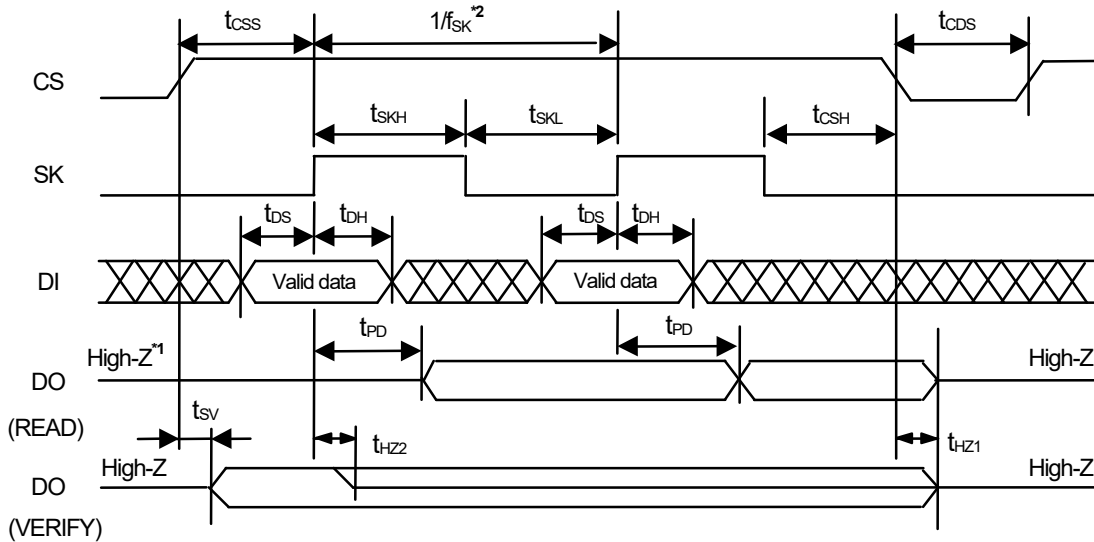 tCSS 1/fSK*2 tCDS
CS
tSKH tSKL tCSH
SK
tDS tDH tDS tDH
DI Valid data Valid data
tPD tPD
High-Z*1 High-Z
DO
(READ)
tSV tHZ2 tHZ1
High-Z High-Z
DO
(VERIFY)